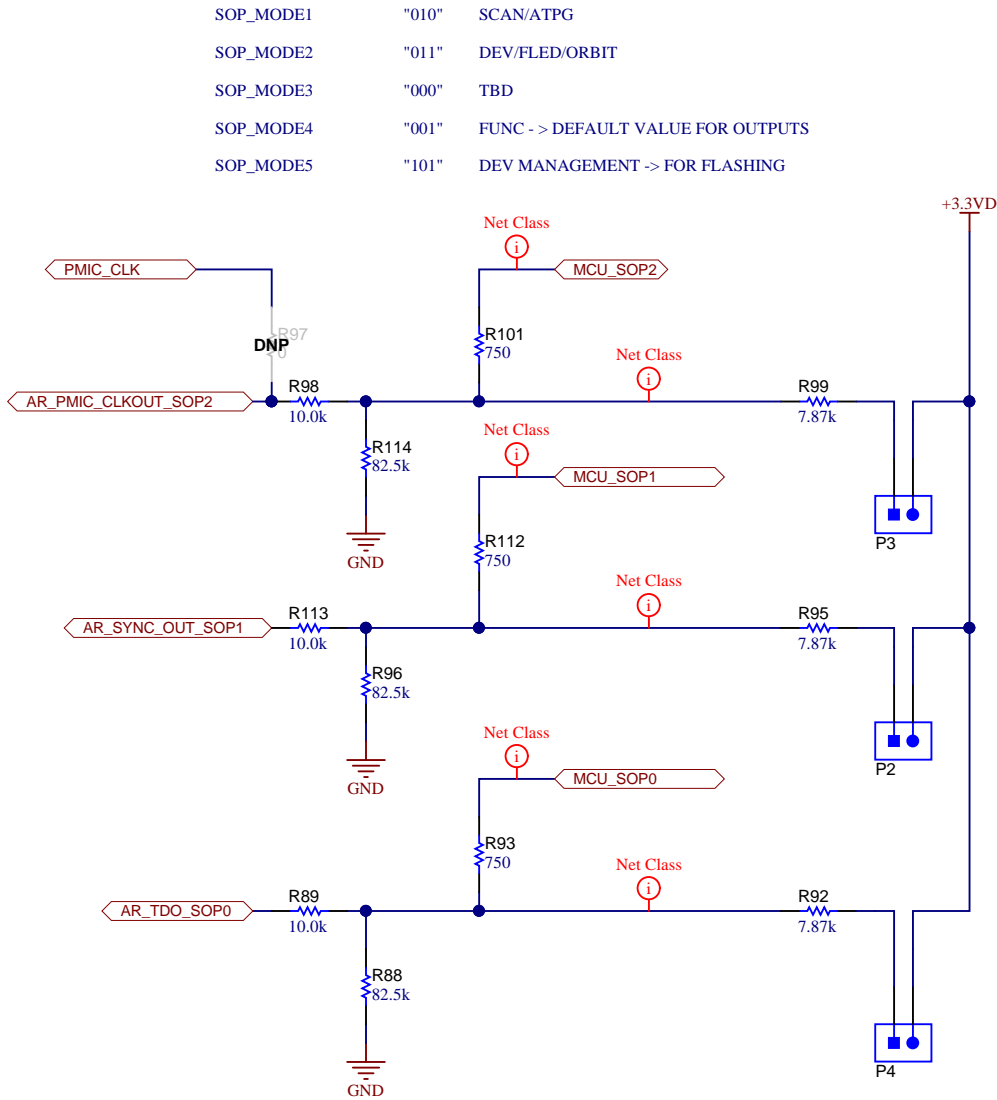 SOP_MODE1 "010" SCAN/ATPG
SOP_MODE2 "011" DEV/FLED/ORBIT
SOP_MODE3 "000" TBD
SOP_MODE4 "001" FUNC - > DEFAULT VALUE FOR OUTPUTS
SOP_MODE5 "101" DEV MANAGEMENT -> FOR FLASHING
+3.3VD
Net Class
i
PMIC_CLK
MCU_SOP2
R97
DNP
0
R101
750
Net Class
i
AR_PMIC_CLKOUT_SOP2
R98
10.0k
R99
7.87k
Net Class
i
R114
82.5k
MCU_SOP1
P3
GND
R112
750
Net Class
i
AR_SYNC_OUT_SOP1
R113
10.0k
R95
7.87k
R96
82.5k
Net Class
i
P2
GND
MCU_SOP0
R93
750
Net Class
i
AR_TDO_SOP0
R89
10.0k
R92
7.87k
R88
82.5k
P4
GND